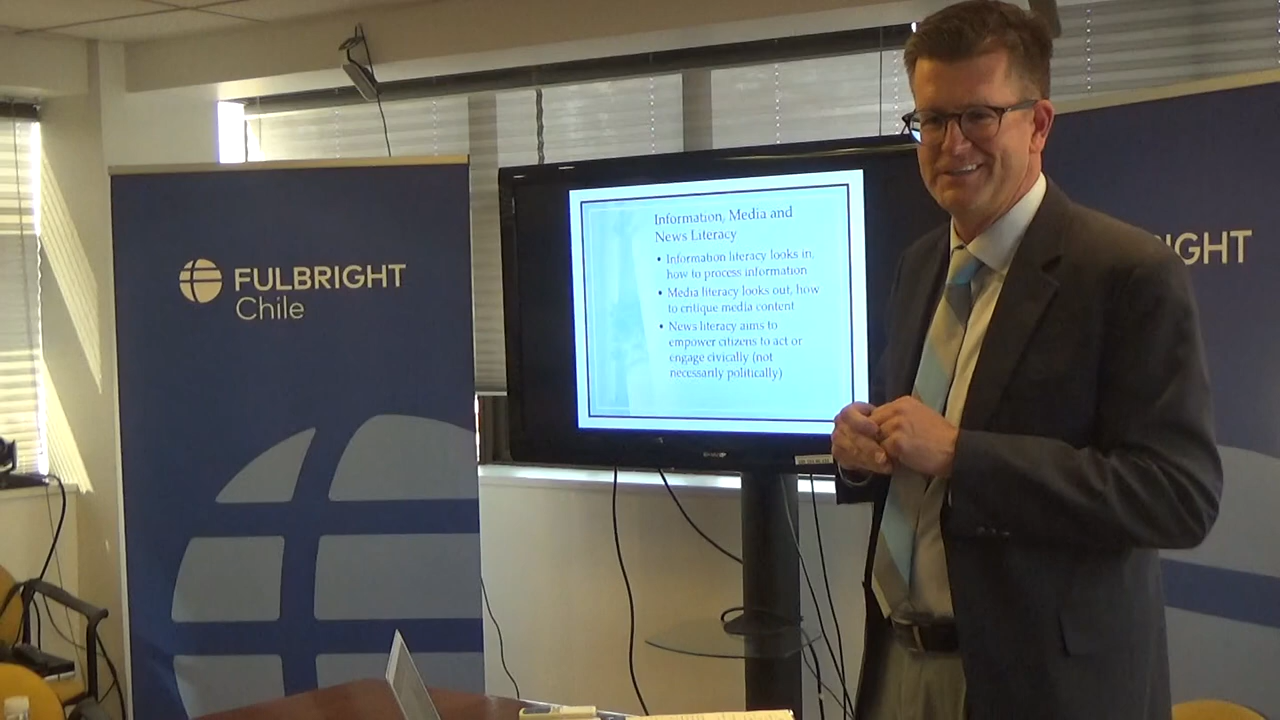 FULBRIGHT
Chile
Information, Media and
News Literacy
• Information literacy looks in,
how to process information
• Media literacy looks out, how
to critique media content
• News literacy aims to
empower citizens to act or
engage civically (not
necessarily politically)
IGHT